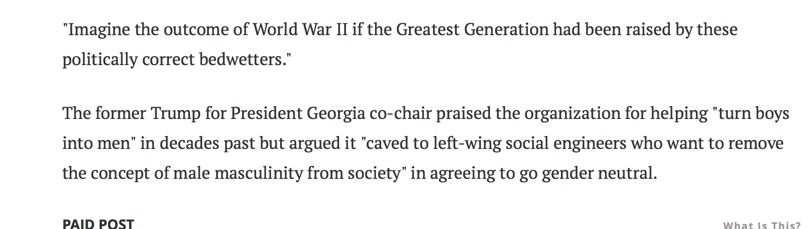 "Imagine the outcome of World War II if the Greatest Generation had been raised by these
politically correct bedwetters."
The former Trump for President Georgia co-chair praised the organization for helping "turn boys
into men" in decades past but argued it "caved to left-wing social engineers who want to remove
the concept of male masculinity from society" in agreeing to go gender neutral.
PAID POST
What Is This?